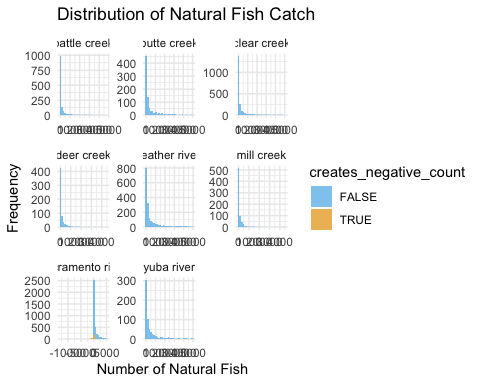 Distribution of Natural Fish Catch
battle creek
butte creek
clear creek
1000
750
500
250
0
400
300
200
100
0
1000
500
0
deer creek
eather rive
mill creek
400
300
200
100
0
800
600
400
200
0
500
400
300
200
100
0
ramento ri
yuba river
2500
2000
1500
1000
500
0
300
200
100
0
Frequency
Number of Natural Fish
creates_negative_count
FALSE
TRUE